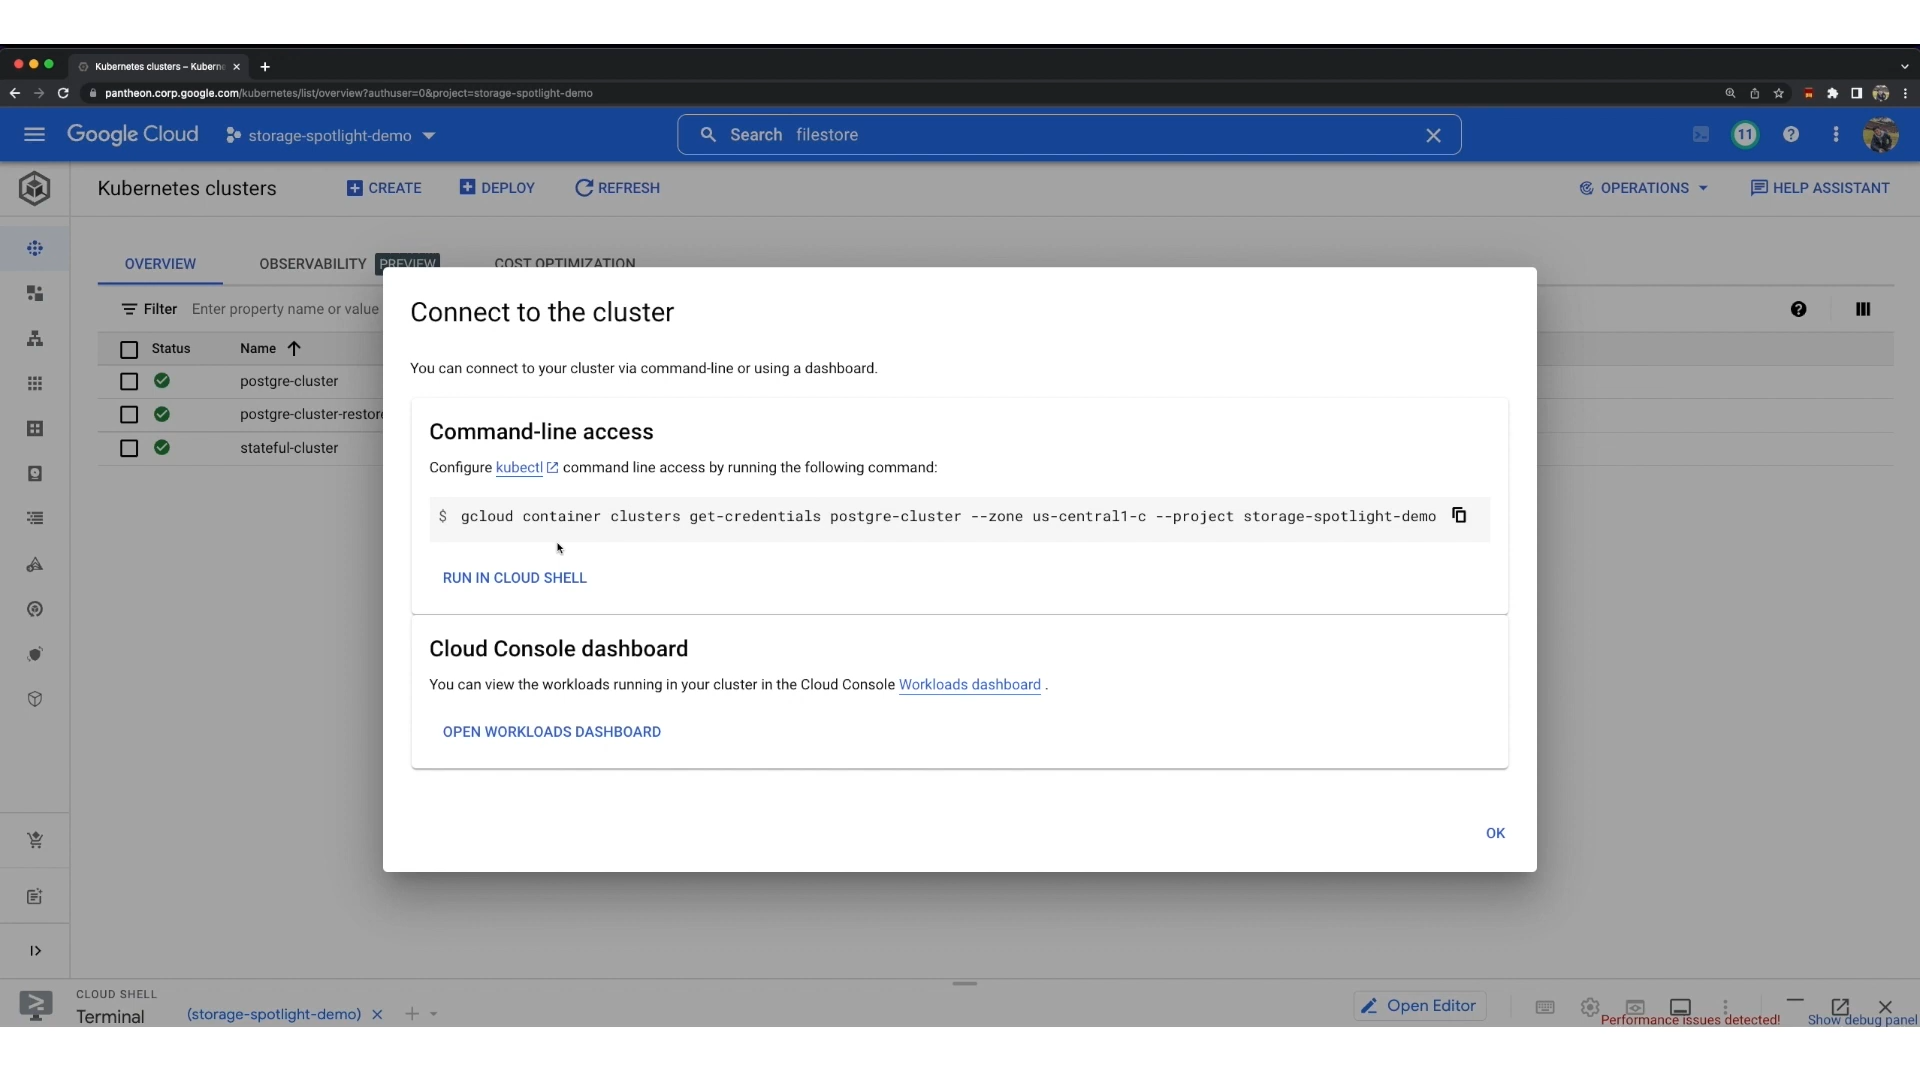 Kubernetes clusters – Kubern
pantheon.corp.google.com/kubernetes/list/overview?authuser=0&project=storage-spotlight-demo
Google Cloud storage-spotlight-demo Search filestore 11
Kubernetes clusters CREATE DEPLOY REFRESH OPERATIONS HELP ASSISTANT
OVERVIEW OBSERVABILITY PREVIEW COST OPTIMIZATION
Filter Enter property name or value
Status Name
postgre-cluster
postgre-cluster-restore
stateful-cluster
Connect to the cluster
You can connect to your cluster via command-line or using a dashboard.
Command-line access
Configure kubectl command line access by running the following command:
$ gcloud container clusters get-credentials postgre-cluster --zone us-central1-c --project storage-spotlight-demo
RUN IN CLOUD SHELL
Cloud Console dashboard
You can view the workloads running in your cluster in the Cloud Console Workloads dashboard .
OPEN WORKLOADS DASHBOARD
OK
CLOUD SHELL
Terminal (storage-spotlight-demo) Open Editor
Performance issues detected! Show debug panel